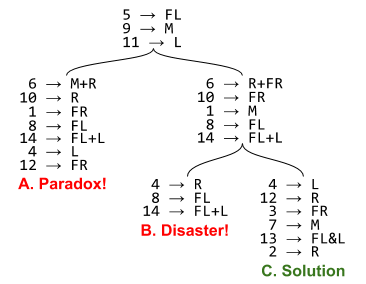 5 → FL
9 → M
11 → L
6 → M+R
10 → R
1 → FR
8 → FL
14 → FL+L
4 → L
12 → FR
A. Paradox!
6 → R+FR
10 → FR
1 → M
8 → FL
14 → FL+L
4 → R
8 → FL
14 → FL+L
B. Disaster!
4 → L
12 → R
3 → FR
7 → M
13 → FL&L
2 → R
C. Solution